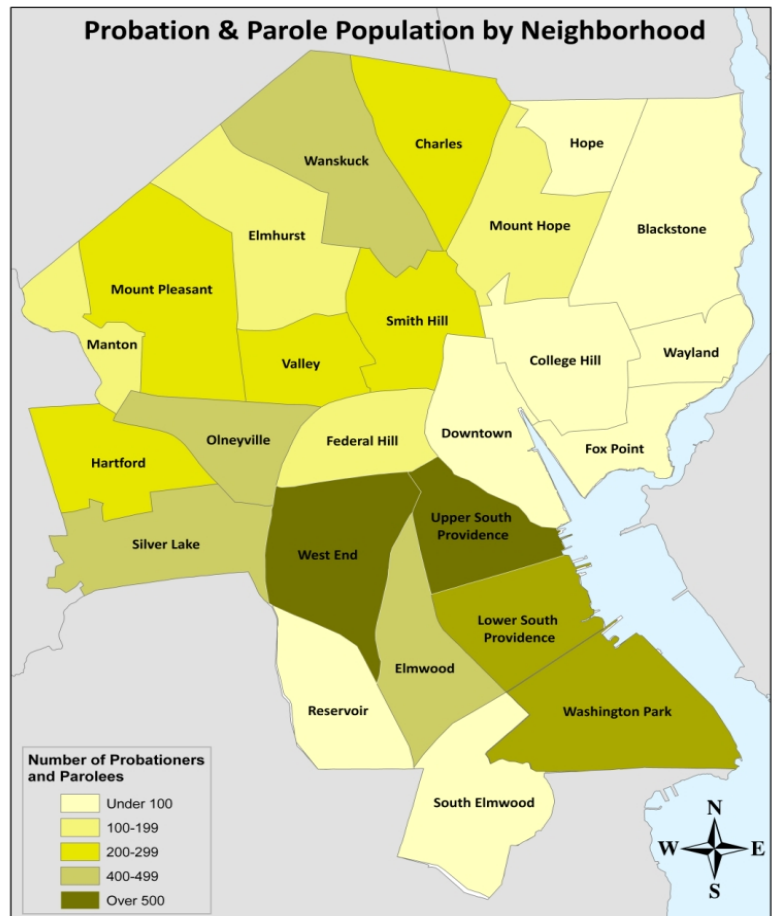 Probation & Parole Population by Neighborhood
Wanskuck
Charles
Hope
Elmhurst
Mount Hope
Blackstone
Mount Pleasant
Smith Hill
Manton
Valley
College Hill
Wayland
Olneyville
Federal Hill
Downtown
Fox Point
Hartford
Silver Lake
West End
Upper South
Providence
Lower South
Providence
Elmwood
Reservoir
Washington Park
South Elmwood
Number of Probationers
and Parolees
Under 100
100-199
200-299
400-499
Over 500
N
W
E
S